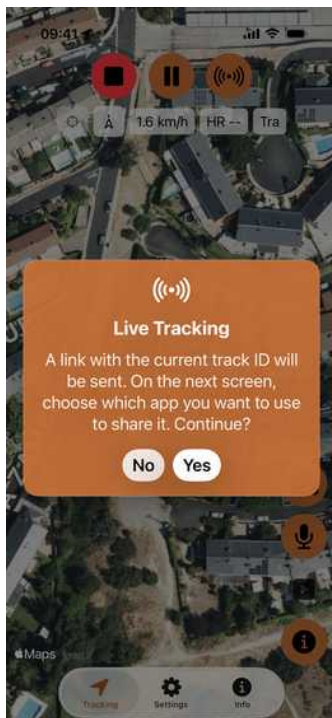 09:41
1.6 km/h HR -- Tra
Live Tracking
A link with the current track ID will
be sent. On the next screen,
choose which app you want to use
to share it. Continue?
No Yes
Maps
Tracking Settings Info